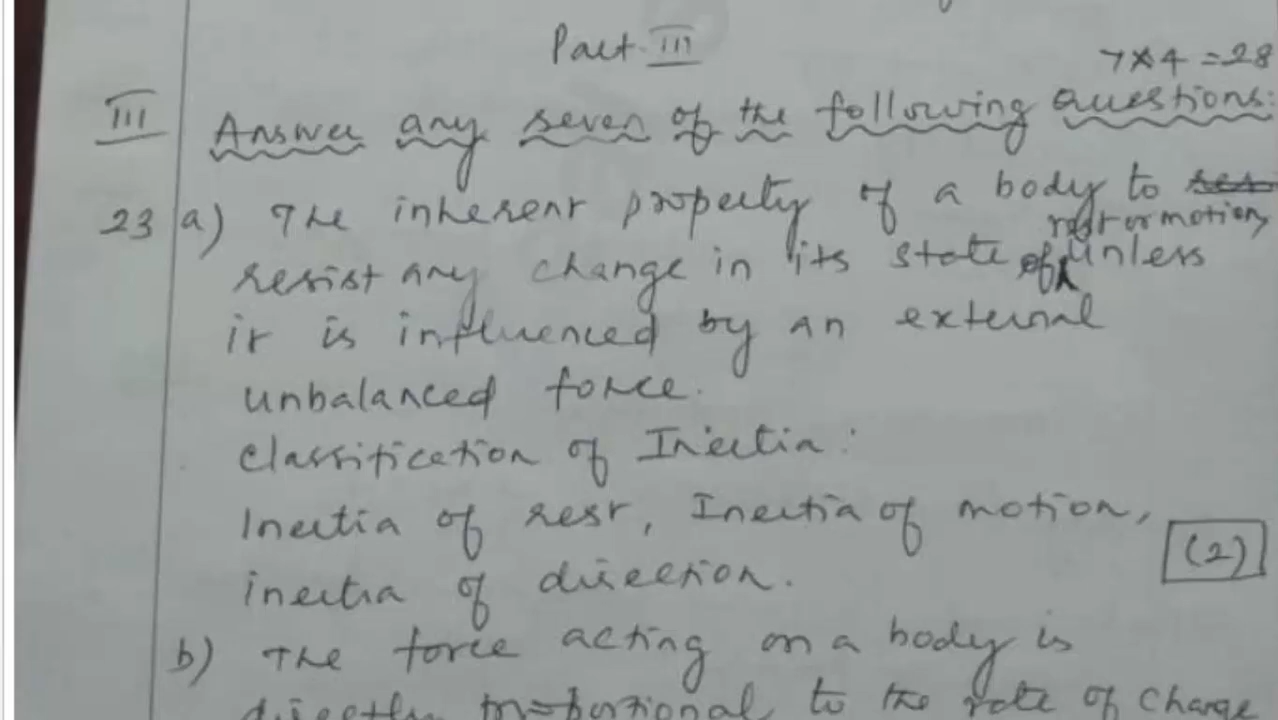 Part III
7×4 = 28
III Answer any seven of the following questions:
23 a) The inherent property of a body to
rest or motion
resist any change in its state of unless
it is influenced by an external
unbalanced force.
Classification of Inertia:
Inertia of rest, Inertia of motion,
(2)
inertia of direction.
b) The force acting on a body is
directly proportional to the rate of change